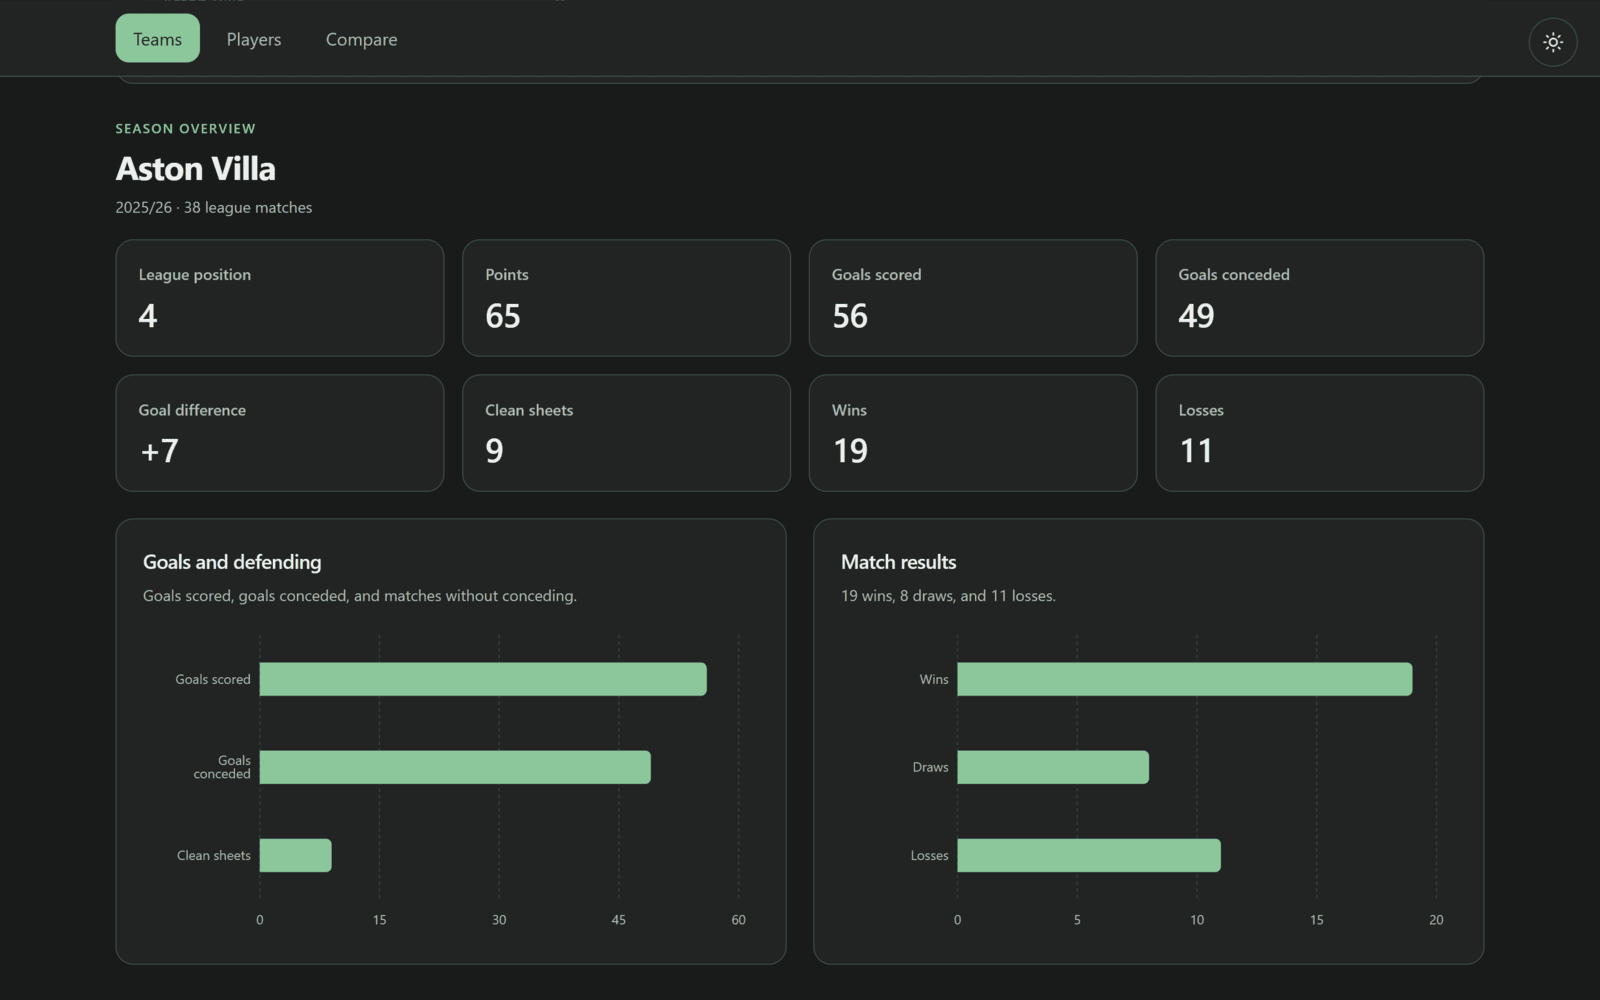 Teams
Players
Compare
SEASON OVERVIEW
Aston Villa
2025/26 · 38 league matches
League position
4
Points
65
Goals scored
56
Goals conceded
49
Goal difference
+7
Clean sheets
9
Wins
19
Losses
11
Goals and defending
Goals scored, goals conceded, and matches without conceding.
Goals scored
Goals
conceded
Clean sheets
0 15 30 45 60
Match results
19 wins, 8 draws, and 11 losses.
Wins
Draws
Losses
0 5 10 15 20